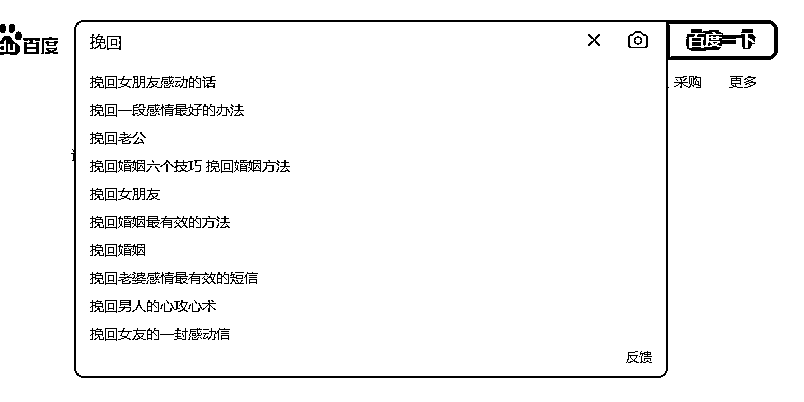 百度
挽回
百度一下
挽回女朋友感动的话
采购 更多
挽回一段感情最好的办法
挽回老公
挽回婚姻六个技巧 挽回婚姻方法
挽回女朋友
挽回婚姻最有效的方法
挽回婚姻
挽回老婆感情最有效的短信
挽回男人的心攻心术
挽回女友的一封感动信
反馈